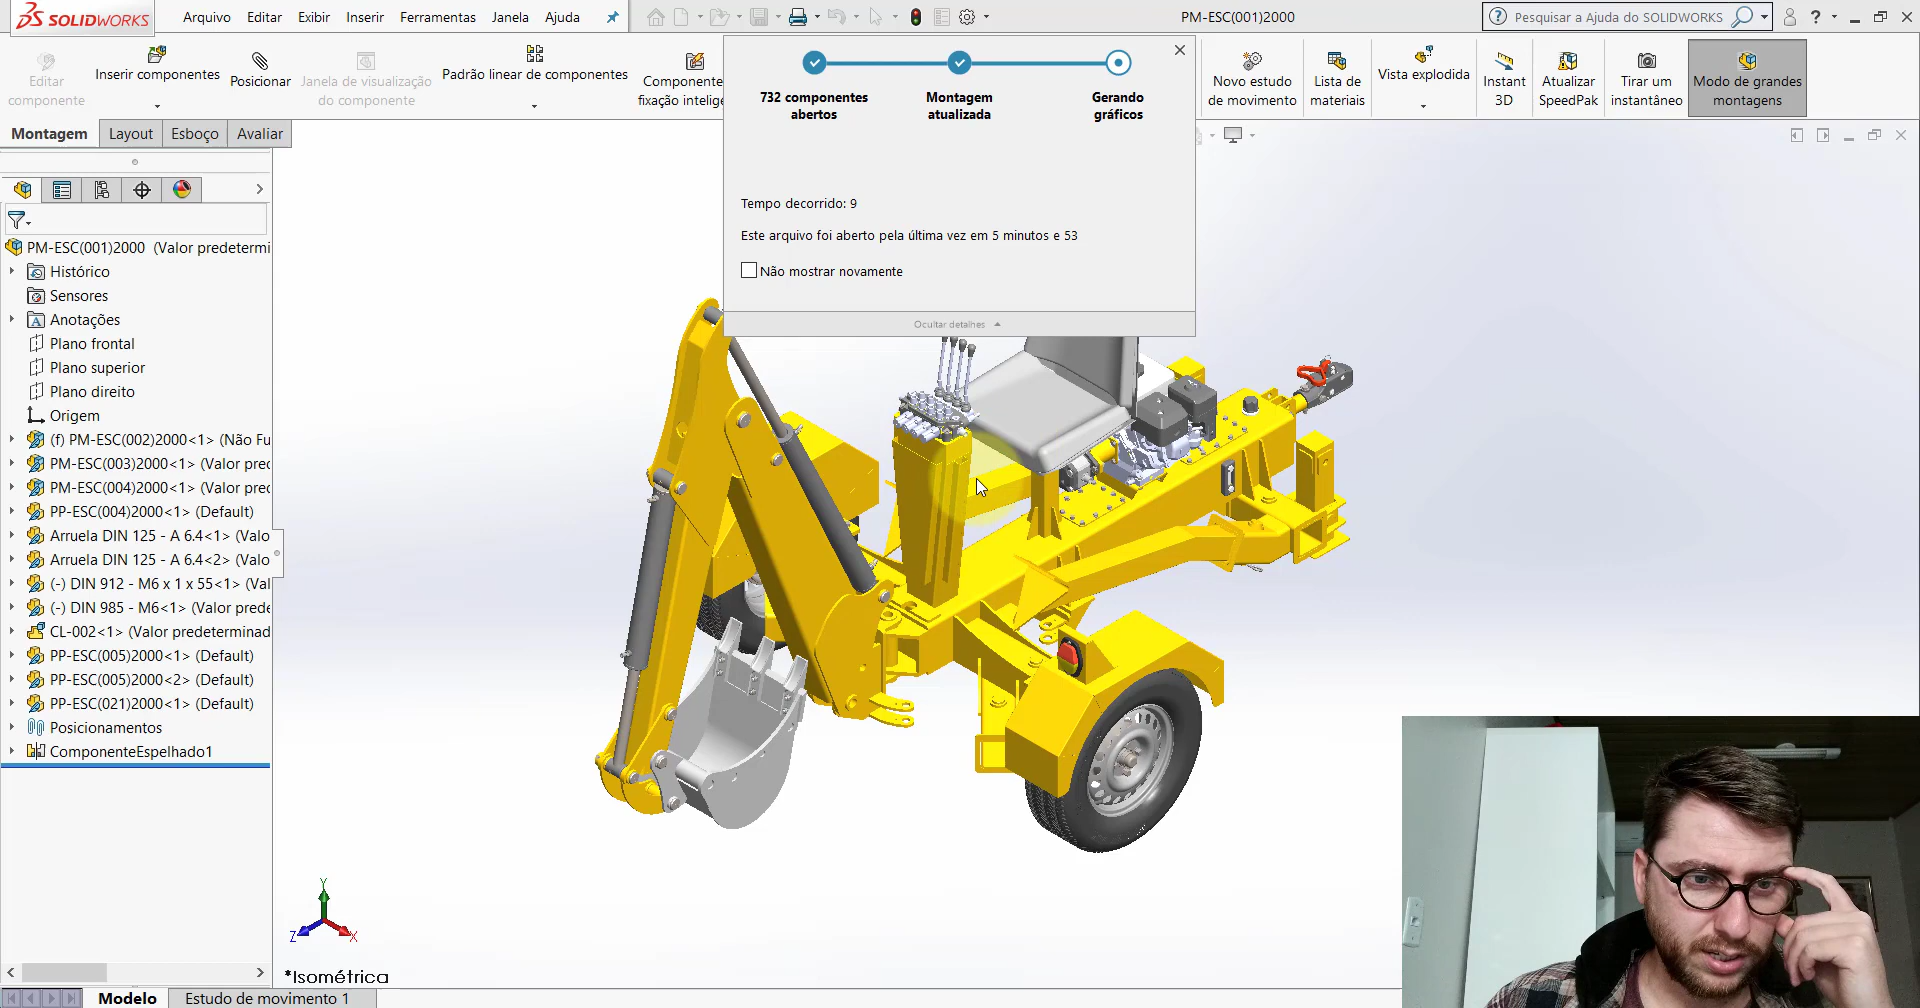 SOLIDWORKS
Arquivo Editar Exibir Inserir Ferramentas Janela Ajuda
PM-ESC(001)2000
Pesquisar a Ajuda do SOLIDWORKS
?
Editar
componente
Inserir componentes
Posicionar
Janela de visualização
do componente
Padrão linear de componentes
Componente
fixação intelige
Novo estudo
de movimento
Lista de
materiais
Vista explodida
Instant
3D
Atualizar
SpeedPak
Tirar um
instantâneo
Modo de grandes
montagens
732 componentes
abertos
Montagem
atualizada
Gerando
gráficos
Tempo decorrido: 9
Este arquivo foi aberto pela última vez em 5 minutos e 53
Não mostrar novamente
Ocultar detalhes
Montagem Layout Esboço Avaliar
PM-ESC(001)2000 (Valor predetermi
Histórico
Sensores
Anotações
Plano frontal
Plano superior
Plano direito
Origem
(f) PM-ESC(002)2000<1> (Não Fu
PM-ESC(003)2000<1> (Valor pred
PM-ESC(004)2000<1> (Valor pred
PP-ESC(004)2000<1> (Default)
Arruela DIN 125 - A 6.4<1> (Valo
Arruela DIN 125 - A 6.4<2> (Valo
(-) DIN 912 - M6 x 1 x 55<1> (Val
(-) DIN 985 - M6<1> (Valor prede
CL-002<1> (Valor predeterminad
PP-ESC(005)2000<1> (Default)
PP-ESC(005)2000<2> (Default)
PP-ESC(021)2000<1> (Default)
Posicionamentos
ComponenteEspelhado1
Y
Z X
*Isométrica
Modelo Estudo de movimento 1